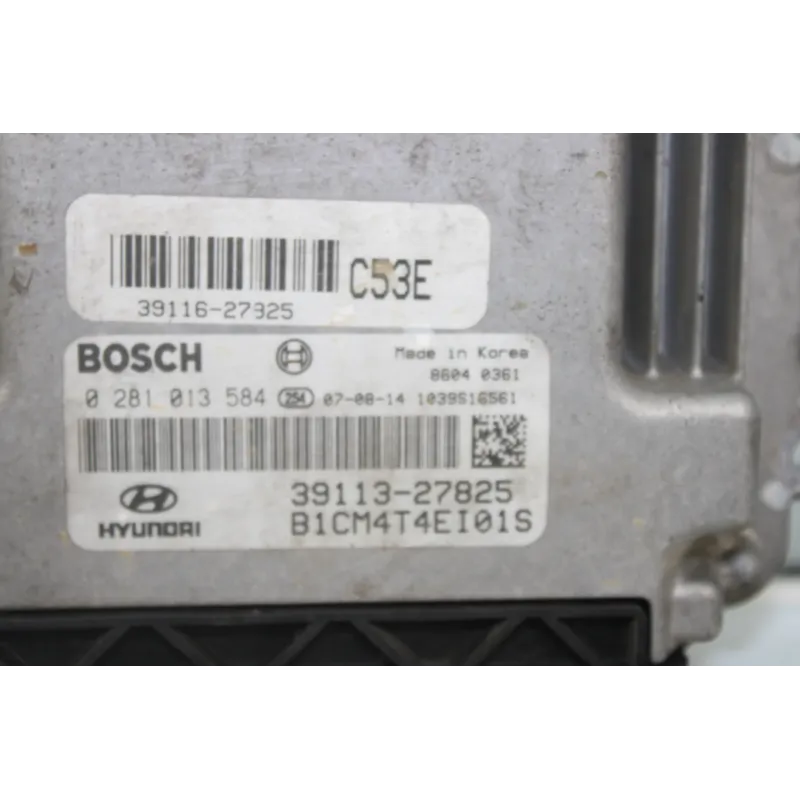 C53E
39116-27825
BOSCH
Made in Korea
8604 0361
0 281 013 584 254 07-08-14 1039S16561
HYUNDAI
39113-27825
B1CM4T4EI01S